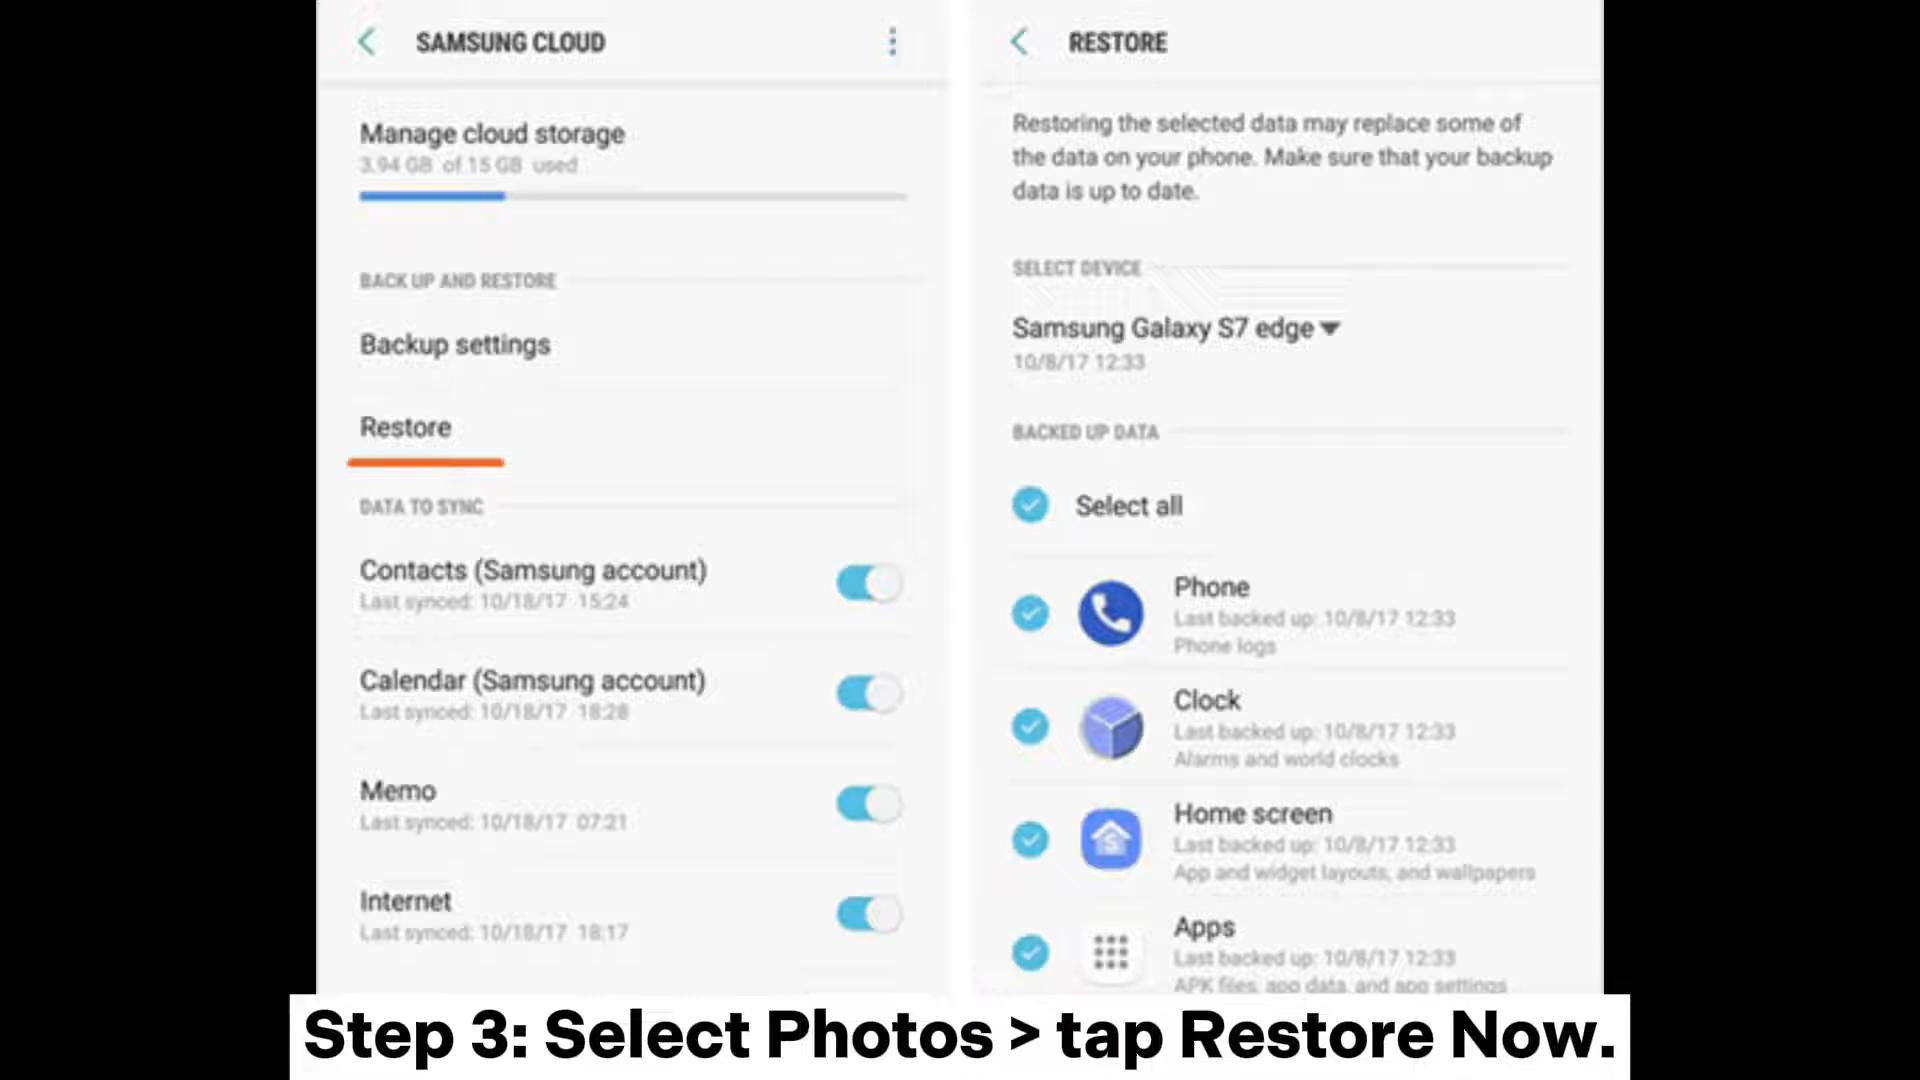 SAMSUNG CLOUD
Manage cloud storage
3.94 GB of 15 GB used
BACK UP AND RESTORE
Backup settings
Restore
DATA TO SYNC
Contacts (Samsung account)
Last synced: 10/18/17 15:24
Calendar (Samsung account)
Last synced: 10/18/17 18:28
Memo
Last synced: 10/18/17 07:21
Internet
Last synced: 10/18/17 18:17
RESTORE
Restoring the selected data may replace some of
the data on your phone. Make sure that your backup
data is up to date.
SELECT DEVICE
Samsung Galaxy S7 edge
10/8/17 12:33
BACKED UP DATA
Select all
Phone
Last backed up: 10/8/17 12:33
Phone logs
Clock
Last backed up: 10/8/17 12:33
Alarms and world clocks
Home screen
Last backed up: 10/8/17 12:33
App and widget layouts, and wallpapers
Apps
Last backed up: 10/8/17 12:33
APK files, app data, and app settings
Step 3: Select Photos > tap Restore Now.